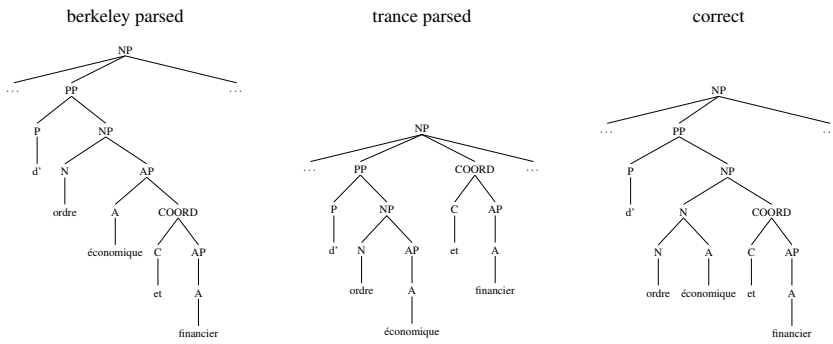 berkeley parsed
NP
... PP ...
P NP
d' N AP
ordre A COORD
économique C AP
et A
financier
trance parsed
NP
... PP COORD ...
P NP C AP
d' N AP et A
ordre A financier
économique
correct
NP
... PP ...
P NP
d' N COORD
N A C AP
ordre économique et A
financier